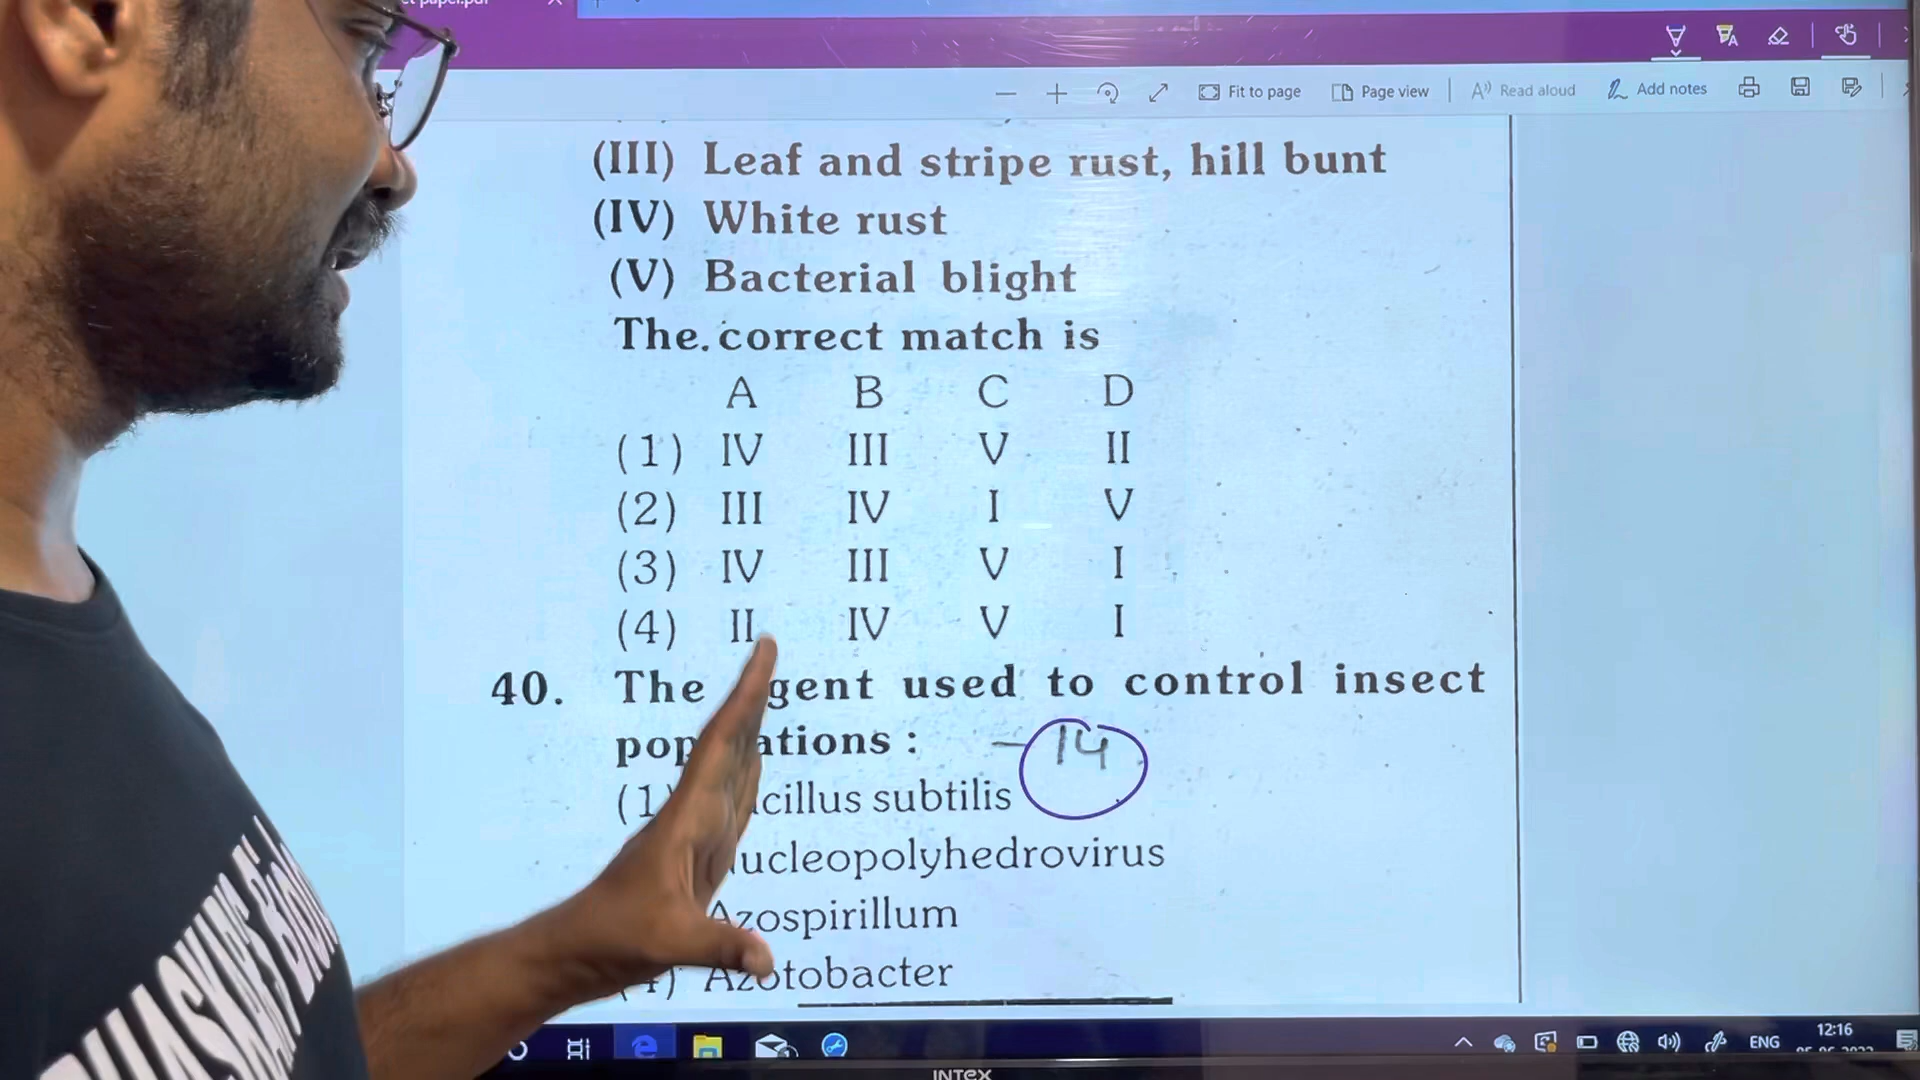 Fit to page
Page view
Read aloud
Add notes
(III) Leaf and stripe rust, hill bunt
(IV) White rust
(V) Bacterial blight
The correct match is
A B C D
(1) IV III V II
(2) III IV I V
(3) IV III V I
(4) II IV V I
40. The gent used to control insect
pop ations :
– 14
(1 cillus subtilis
ucleopolyhedrovirus
Azospirillum
Azotobacter
ENG
12:16
INTEX